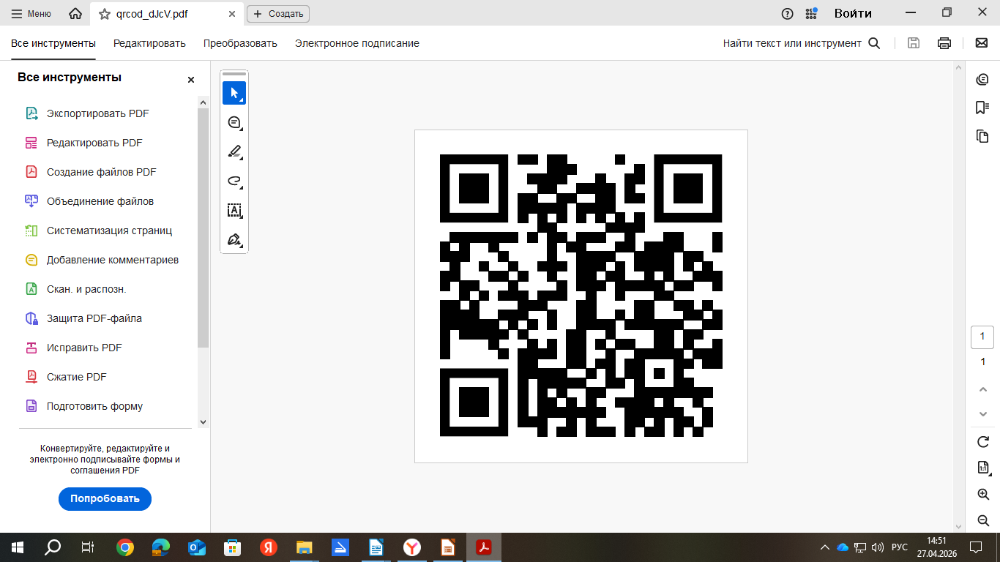 Меню
qrcod_dJcV.pdf
Создать
Войти
Все инструменты
Редактировать
Преобразовать
Электронное подписание
Найти текст или инструмент
Все инструменты
Экспортировать PDF
Редактировать PDF
Создание файлов PDF
Объединение файлов
Систематизация страниц
Добавление комментариев
Скан. и распозн.
Защита PDF-файла
Исправить PDF
Сжатие PDF
Подготовить форму
Конвертируйте, редактируйте и
электронно подписывайте формы и
соглашения PDF
Попробовать
1
1
РУС
14:51
27.04.2026